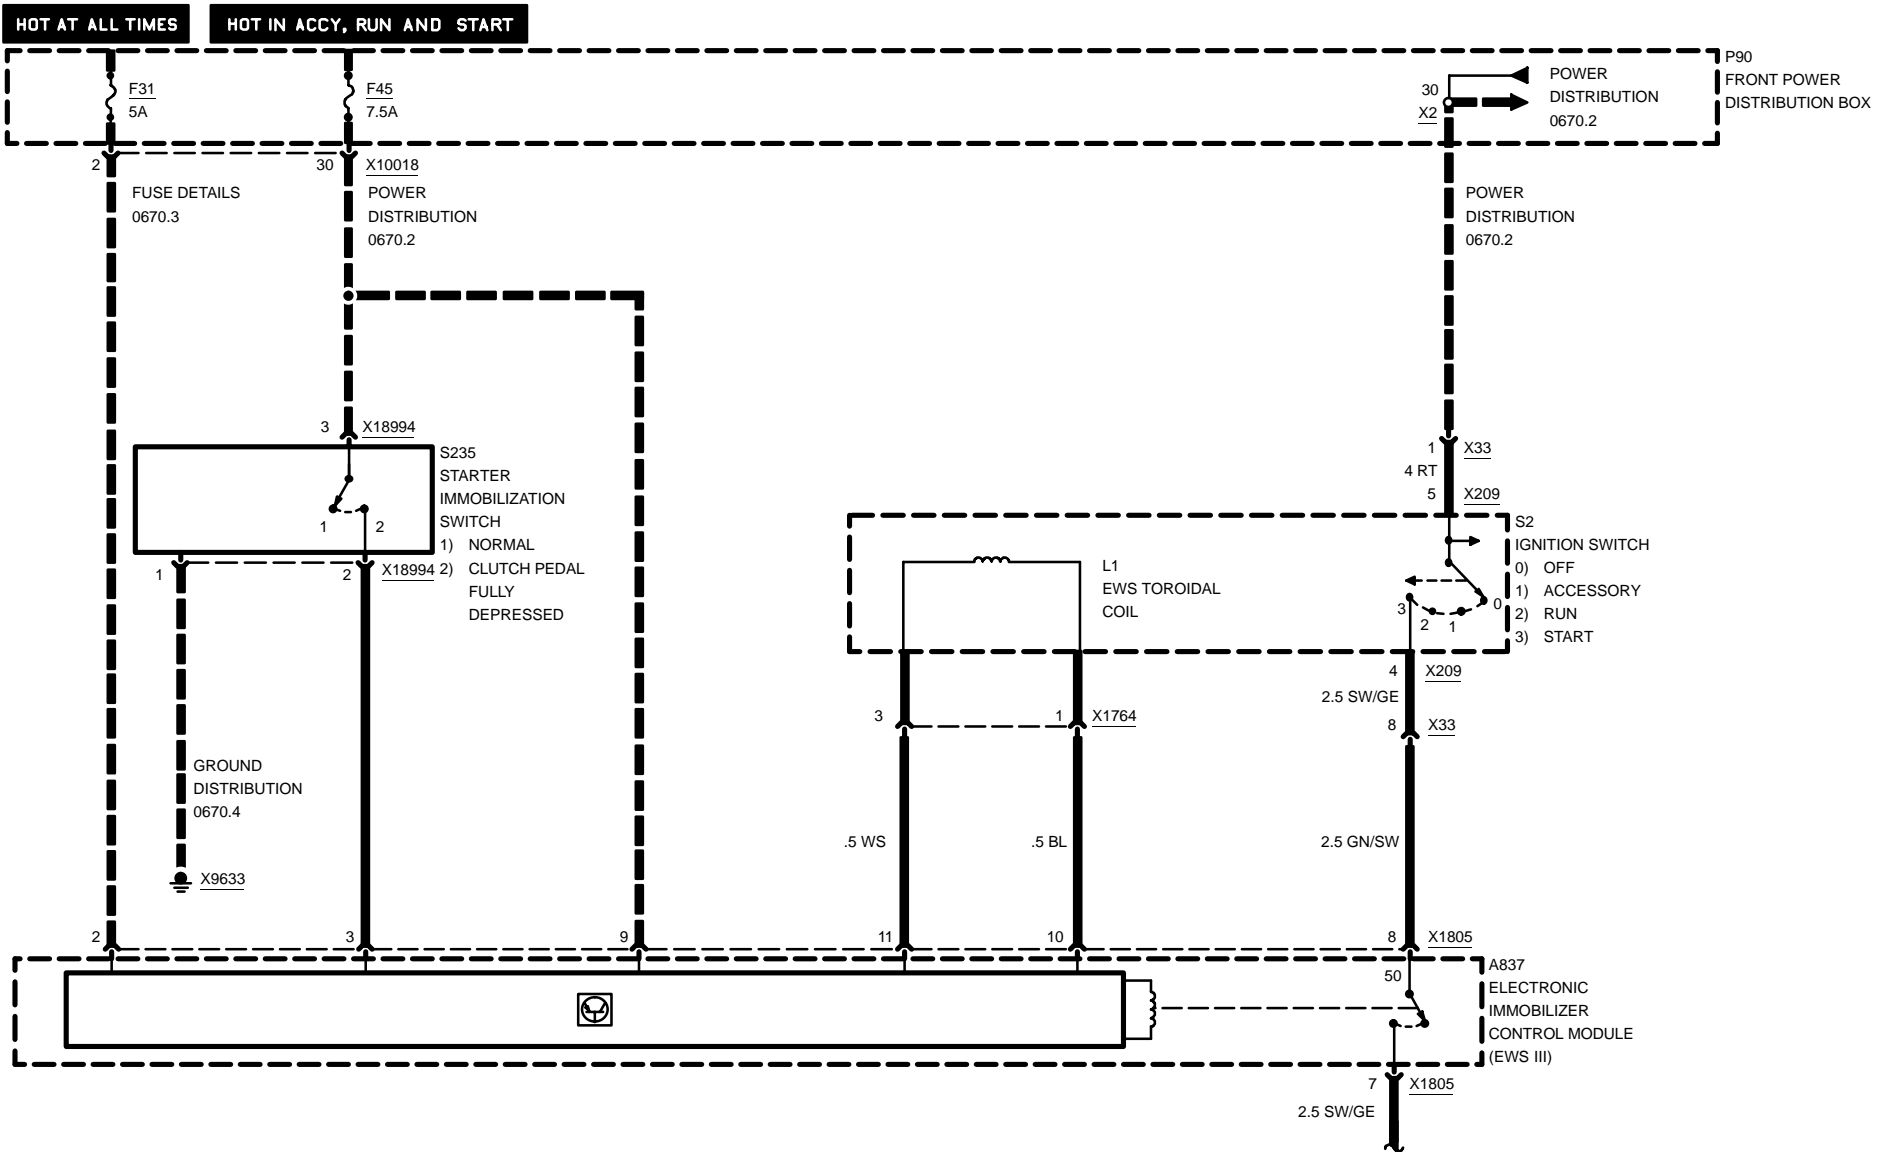 HOT AT ALL TIMES
HOT IN ACCY, RUN AND START
F31
5A
F45
7.5A
30
X2
POWER
DISTRIBUTION
0670.2
P90
FRONT POWER
DISTRIBUTION BOX
2
30
X10018
FUSE DETAILS
0670.3
POWER
DISTRIBUTION
0670.2
POWER
DISTRIBUTION
0670.2
3
X18994
S235
STARTER
IMMOBILIZATION
SWITCH
1) NORMAL
2) CLUTCH PEDAL
FULLY
DEPRESSED
1
2
1
2
X18994
1
X33
4 RT
5
X209
S2
IGNITION SWITCH
0) OFF
1) ACCESSORY
2) RUN
3) START
L1
EWS TOROIDAL
COIL
3
2
1
0
4
X209
2.5 SW/GE
8
X33
3
1
X1764
GROUND
DISTRIBUTION
0670.4
X9633
.5 WS
.5 BL
2.5 GN/SW
2
3
9
11
10
8
X1805
50
A837
ELECTRONIC
IMMOBILIZER
CONTROL MODULE
(EWS III)
7
X1805
2.5 SW/GE